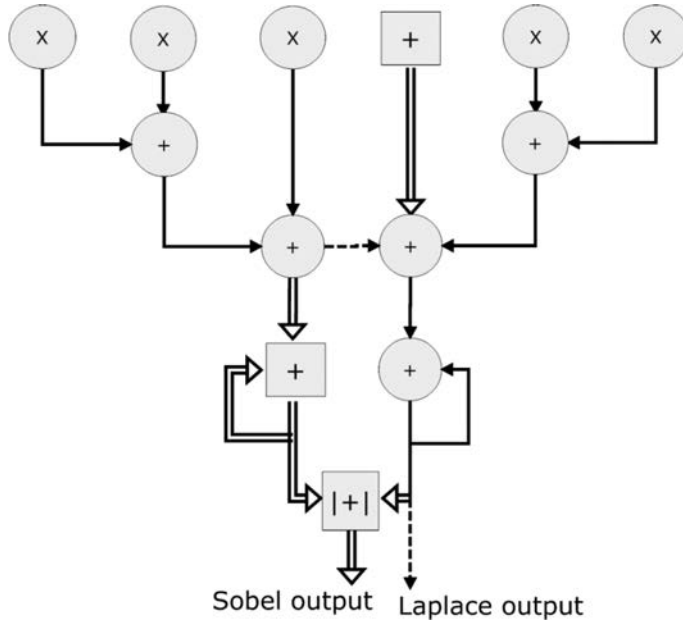 X X X + X X
+ +
+ +
+ +
|+|
Sobel output Laplace output